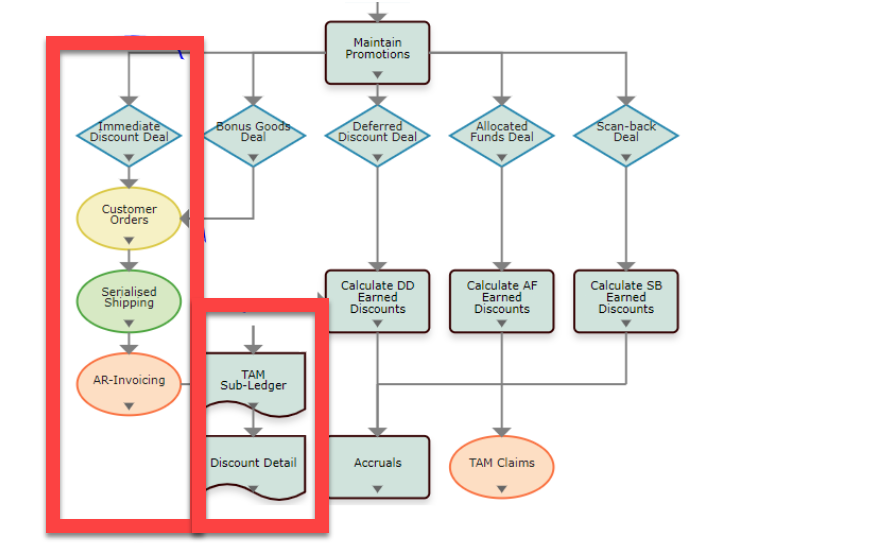 Maintain
Promotions
Immediate
Discount Deal
Bonus Goods
Deal
Deferred
Discount Deal
Allocated
Funds Deal
Scan-back
Deal
Customer
Orders
Serialised
Shipping
Calculate DD
Earned
Discounts
Calculate AF
Earned
Discounts
Calculate SB
Earned
Discounts
AR-Invoicing
TAM
Sub-Ledger
Discount Detail
Accruals
TAM Claims